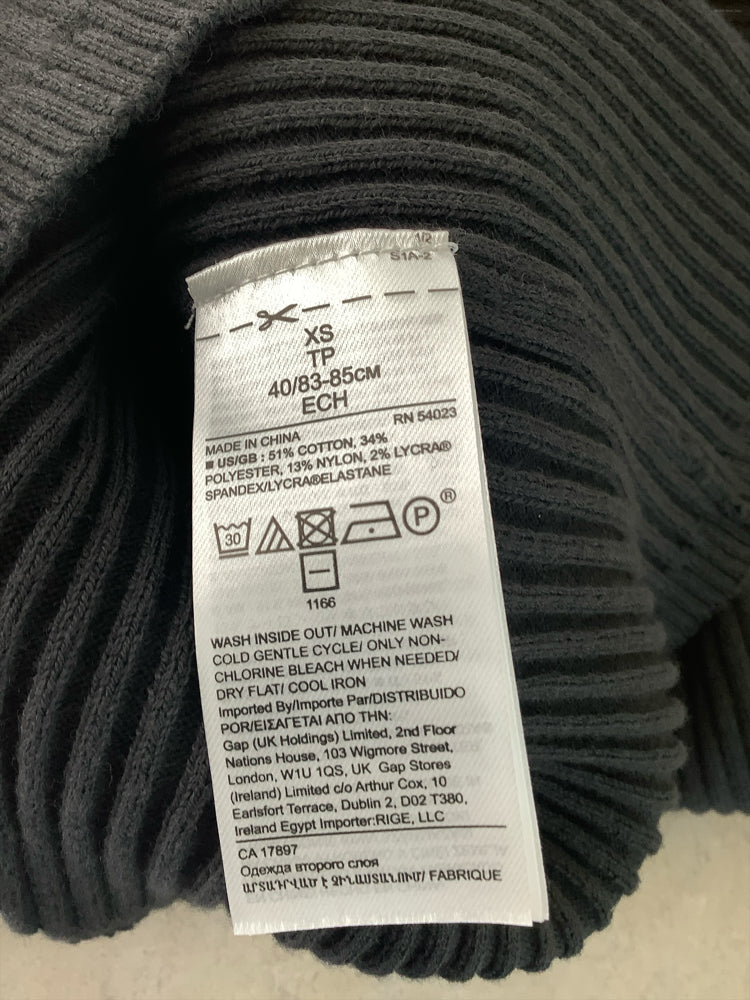 1/2
S1A-2
XS
TP
40/83-85CM
ECH
RN 54023
MADE IN CHINA
■ US/GB : 51% COTTON, 34%
POLYESTER, 13% NYLON, 2% LYCRA®
SPANDEX/LYCRA®ELASTANE
30
P
®
1166
WASH INSIDE OUT/ MACHINE WASH
COLD GENTLE CYCLE/ ONLY NON-
CHLORINE BLEACH WHEN NEEDED/
DRY FLAT/ COOL IRON
Imported By/Importe Par/DISTRIBUIDO
POR/ΕΙΣΑΓΕΤΑΙ ΑΠΟ ΤΗΝ:
Gap (UK Holdings) Limited, 2nd Floor
Nations House, 103 Wigmore Street,
London, W1U 1QS, UK Gap Stores
(Ireland) Limited c/o Arthur Cox, 10
Earlsfort Terrace, Dublin 2, D02 T380,
Ireland Egypt Importer:RIGE, LLC
CA 17897
Одежда второго слоя
ԱՐՏԱԴՐՎԱԾ Է ՉԻՆԱՍՏԱՆՈՒՄ/ FABRIQUE